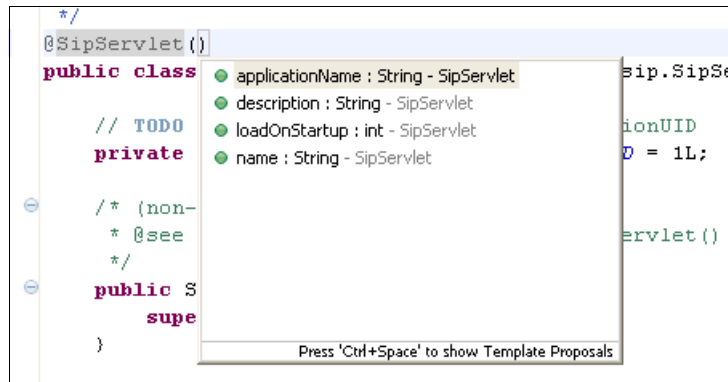 */
@SipServlet()
public class sip.SipSe
applicationName : String - SipServlet
description : String - SipServlet
// TODO ionUID
loadOnStartup : int - SipServlet
private D = 1L;
name : String - SipServlet
/* (non-
* @see ervlet()
*/
public S
supe
}
Press 'Ctrl+Space' to show Template Proposals